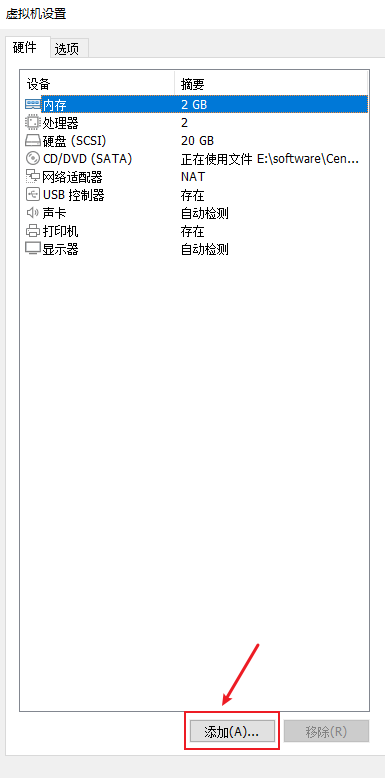 虚拟机设置
硬件 选项
设备 摘要
内存 2 GB
处理器 2
硬盘 (SCSI) 20 GB
CD/DVD (SATA) 正在使用文件 E:\software\Cen...
网络适配器 NAT
USB 控制器 存在
声卡 自动检测
打印机 存在
显示器 自动检测
添加(A)... 移除(R)